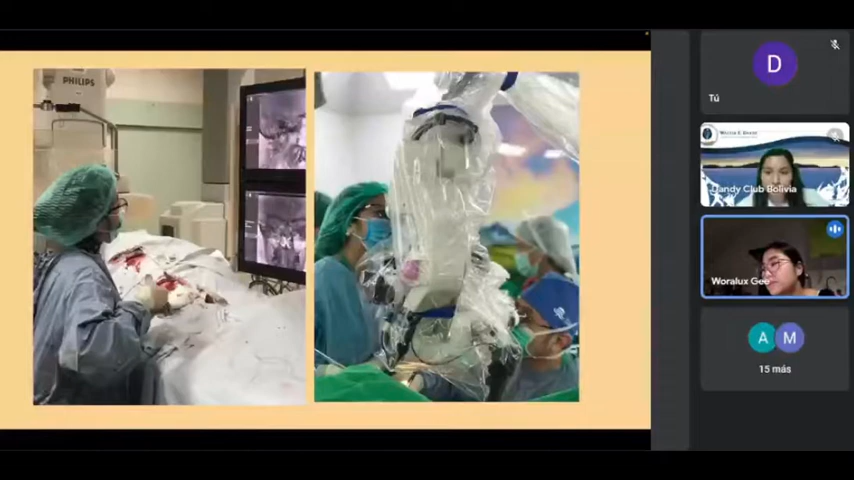 PHILIPS
D
Tú
Dandy Club Bolivia
Woralux Gee
A M
15 más